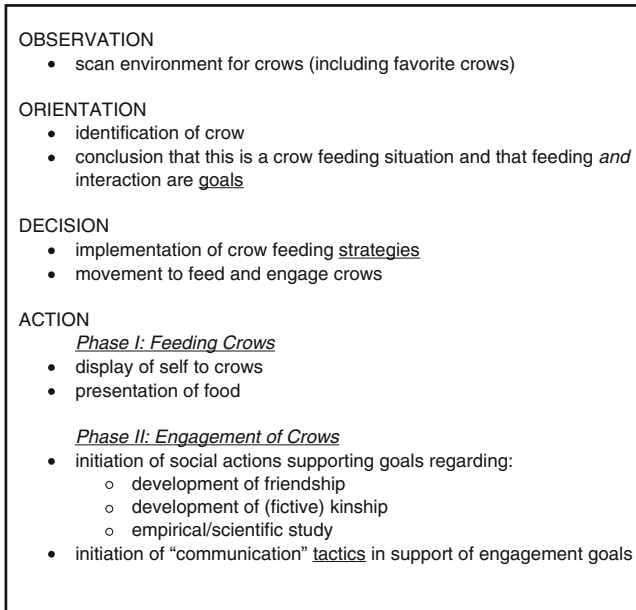 OBSERVATION
• scan environment for crows (including favorite crows)
ORIENTATION
• identification of crow
• conclusion that this is a crow feeding situation and that feeding and
interaction are goals
DECISION
• implementation of crow feeding strategies
• movement to feed and engage crows
ACTION
Phase I: Feeding Crows
• display of self to crows
• presentation of food
Phase II: Engagement of Crows
• initiation of social actions supporting goals regarding:
○ development of friendship
○ development of (fictive) kinship
○ empirical/scientific study
• initiation of “communication” tactics in support of engagement goals